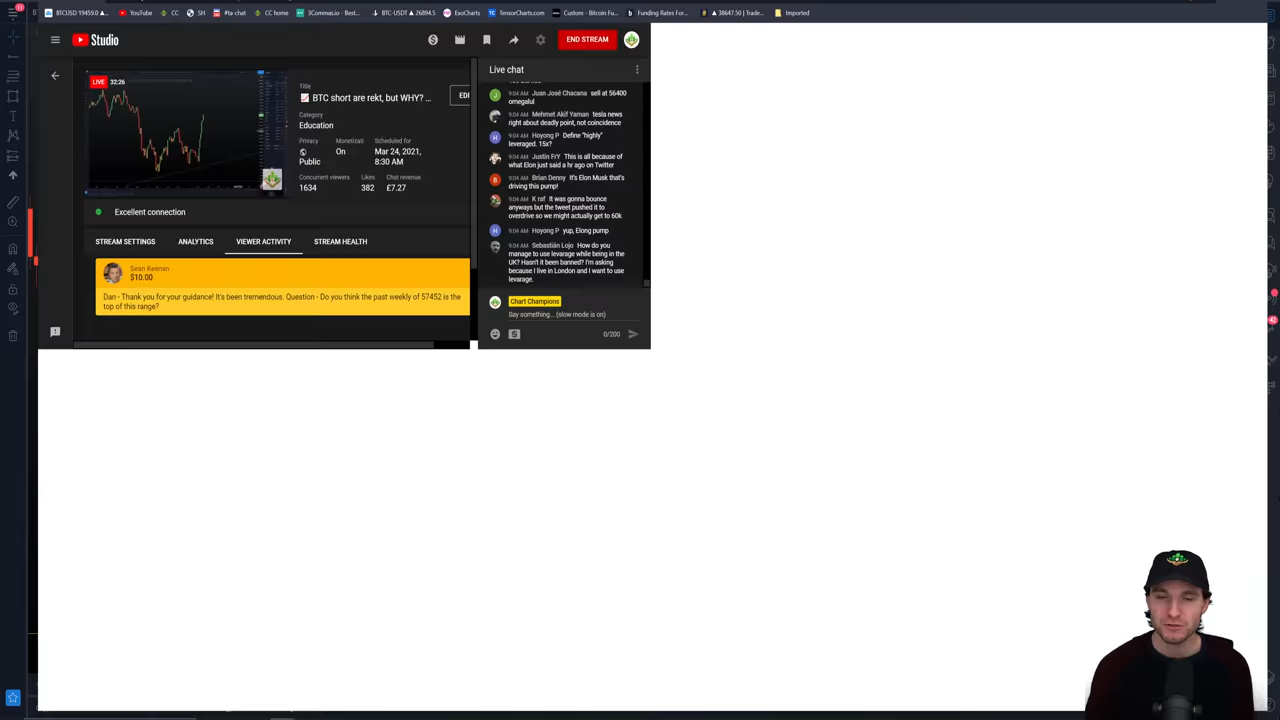 11
BTCUSD 19459.0 ▲...
YouTube
CC
SH
#ta-chat
CC home
3Commas.io - Best...
BTC-USDT ▲ 26894.5
ExoCharts
TensorCharts.com
Custom - Bitcoin Fu...
Funding Rates For...
▲ 38647.50 | Trade...
Imported
Studio
END STREAM
LIVE 32:26
Title
📈 BTC short are rekt, but WHY? ...
EDI
Category
Education
Privacy
Monetizati
Scheduled for
Public
On
Mar 24, 2021,
8:30 AM
Concurrent viewers
Likes
Chat revenue
1634
382
£7.27
Excellent connection
STREAM SETTINGS
ANALYTICS
VIEWER ACTIVITY
STREAM HEALTH
Sean Keenan
$10.00
Dan - Thank you for your guidance! It's been tremendous. Question - Do you think the past weekly of 57452 is the
top of this range?
Live chat
9:04 AM Juan José Chacana sell at 56400
omegalul
9:04 AM Mehmet Akif Yaman tesla news
right about deadly point, not coincidence
9:04 AM Hoyong P Define "highly"
leveraged. 15x?
9:04 AM Justin FrY This is all because of
what Elon just said a hr ago on Twitter
9:04 AM Brian Denny It's Elon Musk that's
driving this pump!
9:04 AM K raf It was gonna bounce
anyways but the tweet pushed it to
overdrive so we might actually get to 60k
9:04 AM Hoyong P yup, Elong pump
9:04 AM Sebastián Lojo How do you
manage to use levarage while being in the
UK? Hasn't it been banned? I'm asking
because I live in London and I want to use
levarage.
Chart Champions
Say something... (slow mode is on)
0/200